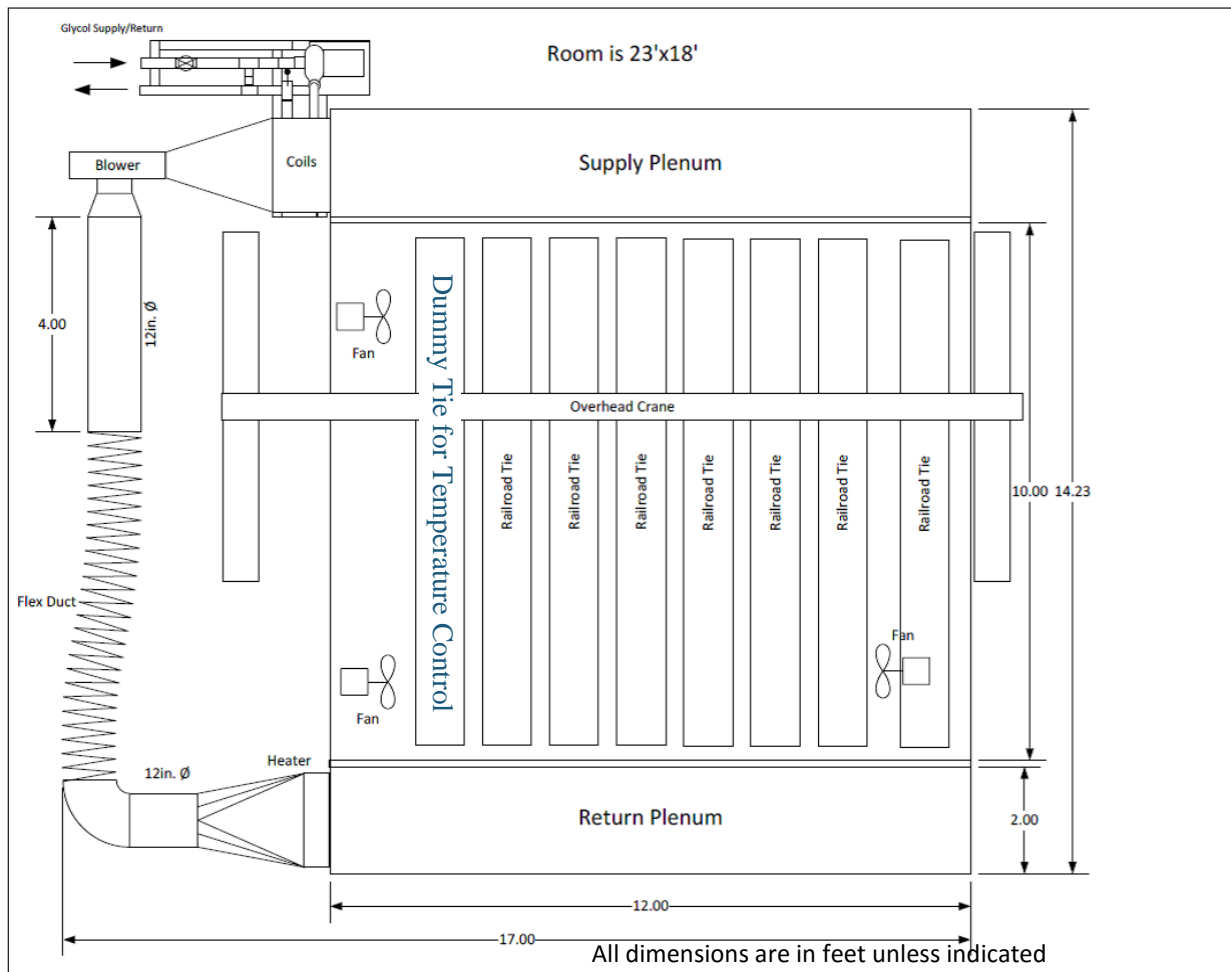 Glycol Supply/Return
Room is 23'x18'
Blower
Coils
Supply Plenum
4.00
12in. Ø
Fan
Dummy Tie for Temperature Control
Overhead Crane
Railroad Tie
Railroad Tie
Railroad Tie
Railroad Tie
Railroad Tie
Railroad Tie
Railroad Tie
10.00
14.23
Flex Duct
Fan
Fan
Heater
12in. Ø
Return Plenum
2.00
12.00
17.00
All dimensions are in feet unless indicated